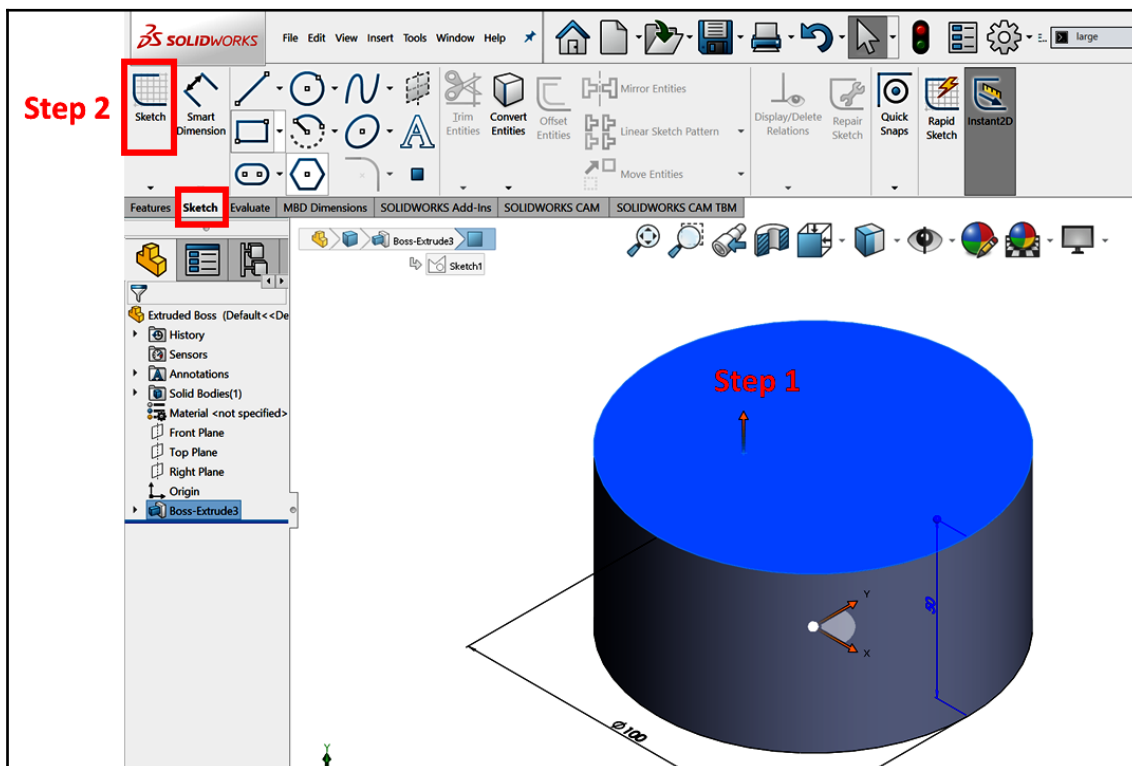 SOLIDWORKS File Edit View Insert Tools Window Help E.. large
Step 2
Sketch Smart Dimension Trim Entities Convert Entities Offset Entities Mirror Entities Linear Sketch Pattern Move Entities Display/Delete Relations Repair Sketch Quick Snaps Rapid Sketch Instant2D
Features Sketch Evaluate MBD Dimensions SOLIDWORKS Add-Ins SOLIDWORKS CAM SOLIDWORKS CAM TBM
Boss-Extrude3
Sketch1
Extruded Boss (Default<<De
History
Sensors
Annotations
Solid Bodies(1)
Material <not specified>
Front Plane
Top Plane
Right Plane
Origin
Boss-Extrude3
Step 1
Y
X
Ø100
Y